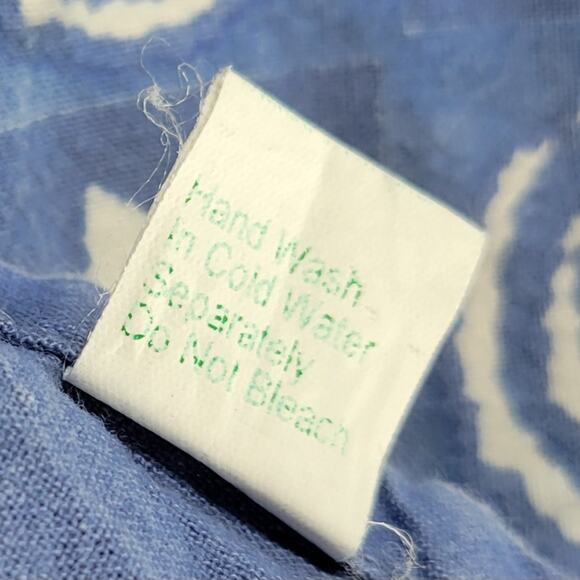 Hand Wash
In Cold Water
Separately
Do Not Bleach